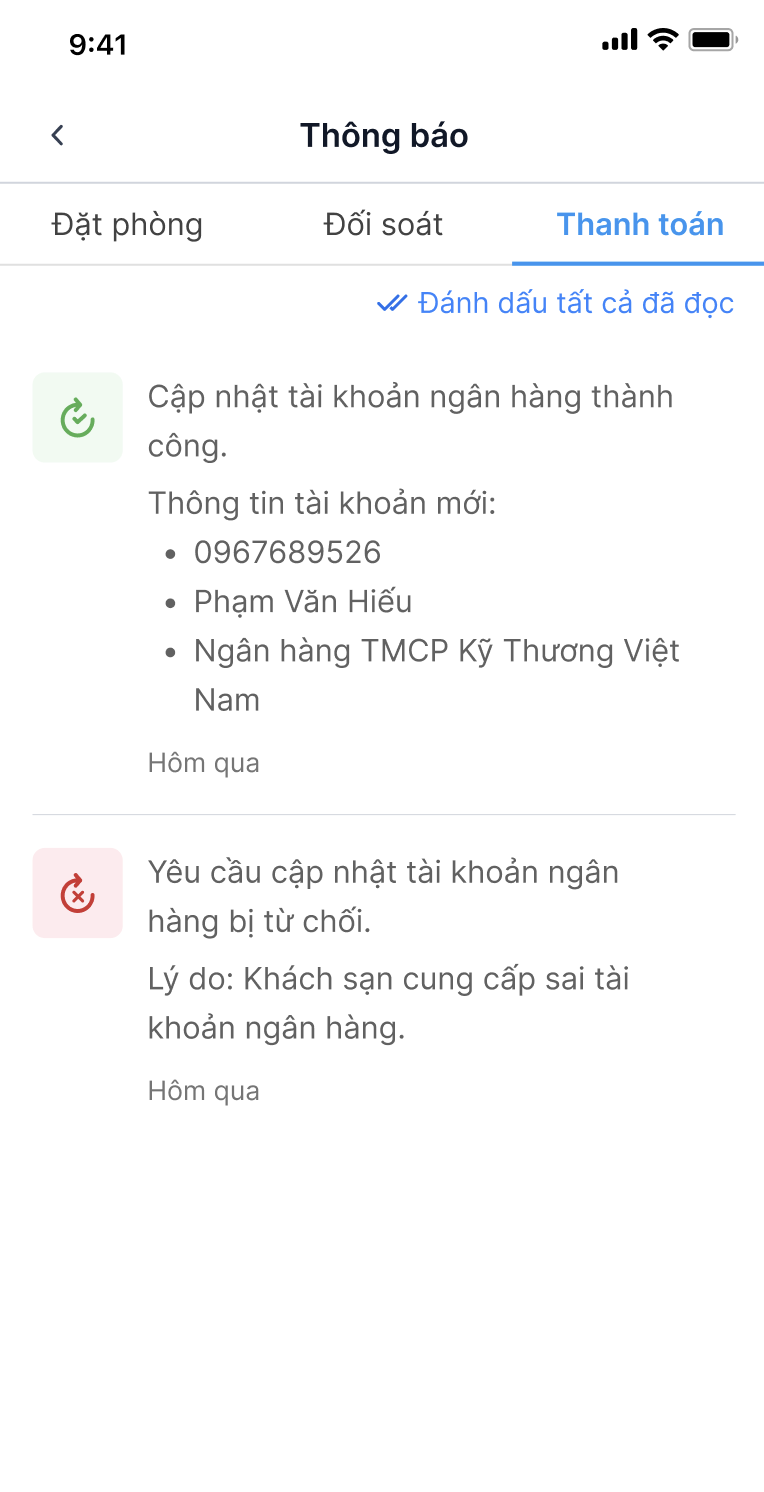 9:41
Thông báo
Đặt phòng
Đối soát
Thanh toán
Đánh dấu tất cả đã đọc
Cập nhật tài khoản ngân hàng thành
công.
Thông tin tài khoản mới:
• 0967689526
• Phạm Văn Hiếu
• Ngân hàng TMCP Kỹ Thương Việt
Nam
Hôm qua
Yêu cầu cập nhật tài khoản ngân
hàng bị từ chối.
Lý do: Khách sạn cung cấp sai tài
khoản ngân hàng.
Hôm qua